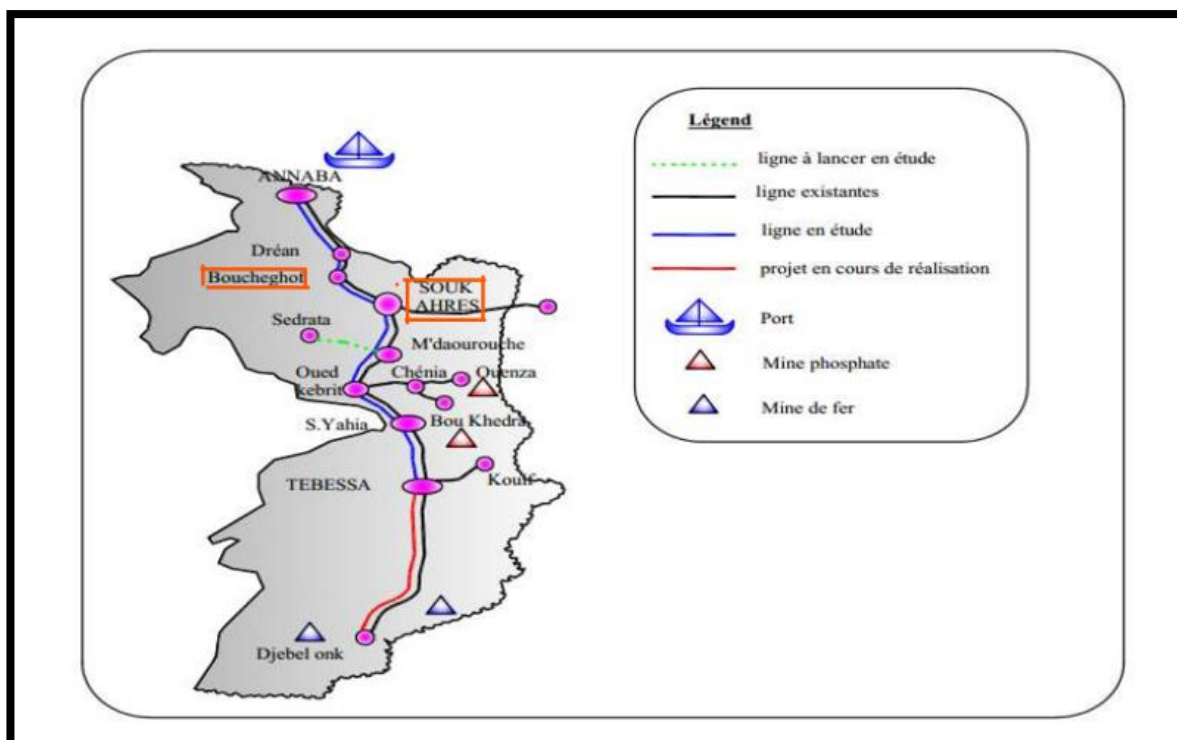 Légend
ligne à lancer en étude
ligne existantes
ligne en étude
projet en cours de réalisation
Port
Mine phosphate
Mine de fer
ANNABA
Dréan
Boucheghot
SOUK
AHRES
Sedrata
M'daourouche
Oued
kebrit
Chénia
Ouenza
S.Yahia
Bou Khedra
TEBESSA
Kouif
Djebel onk